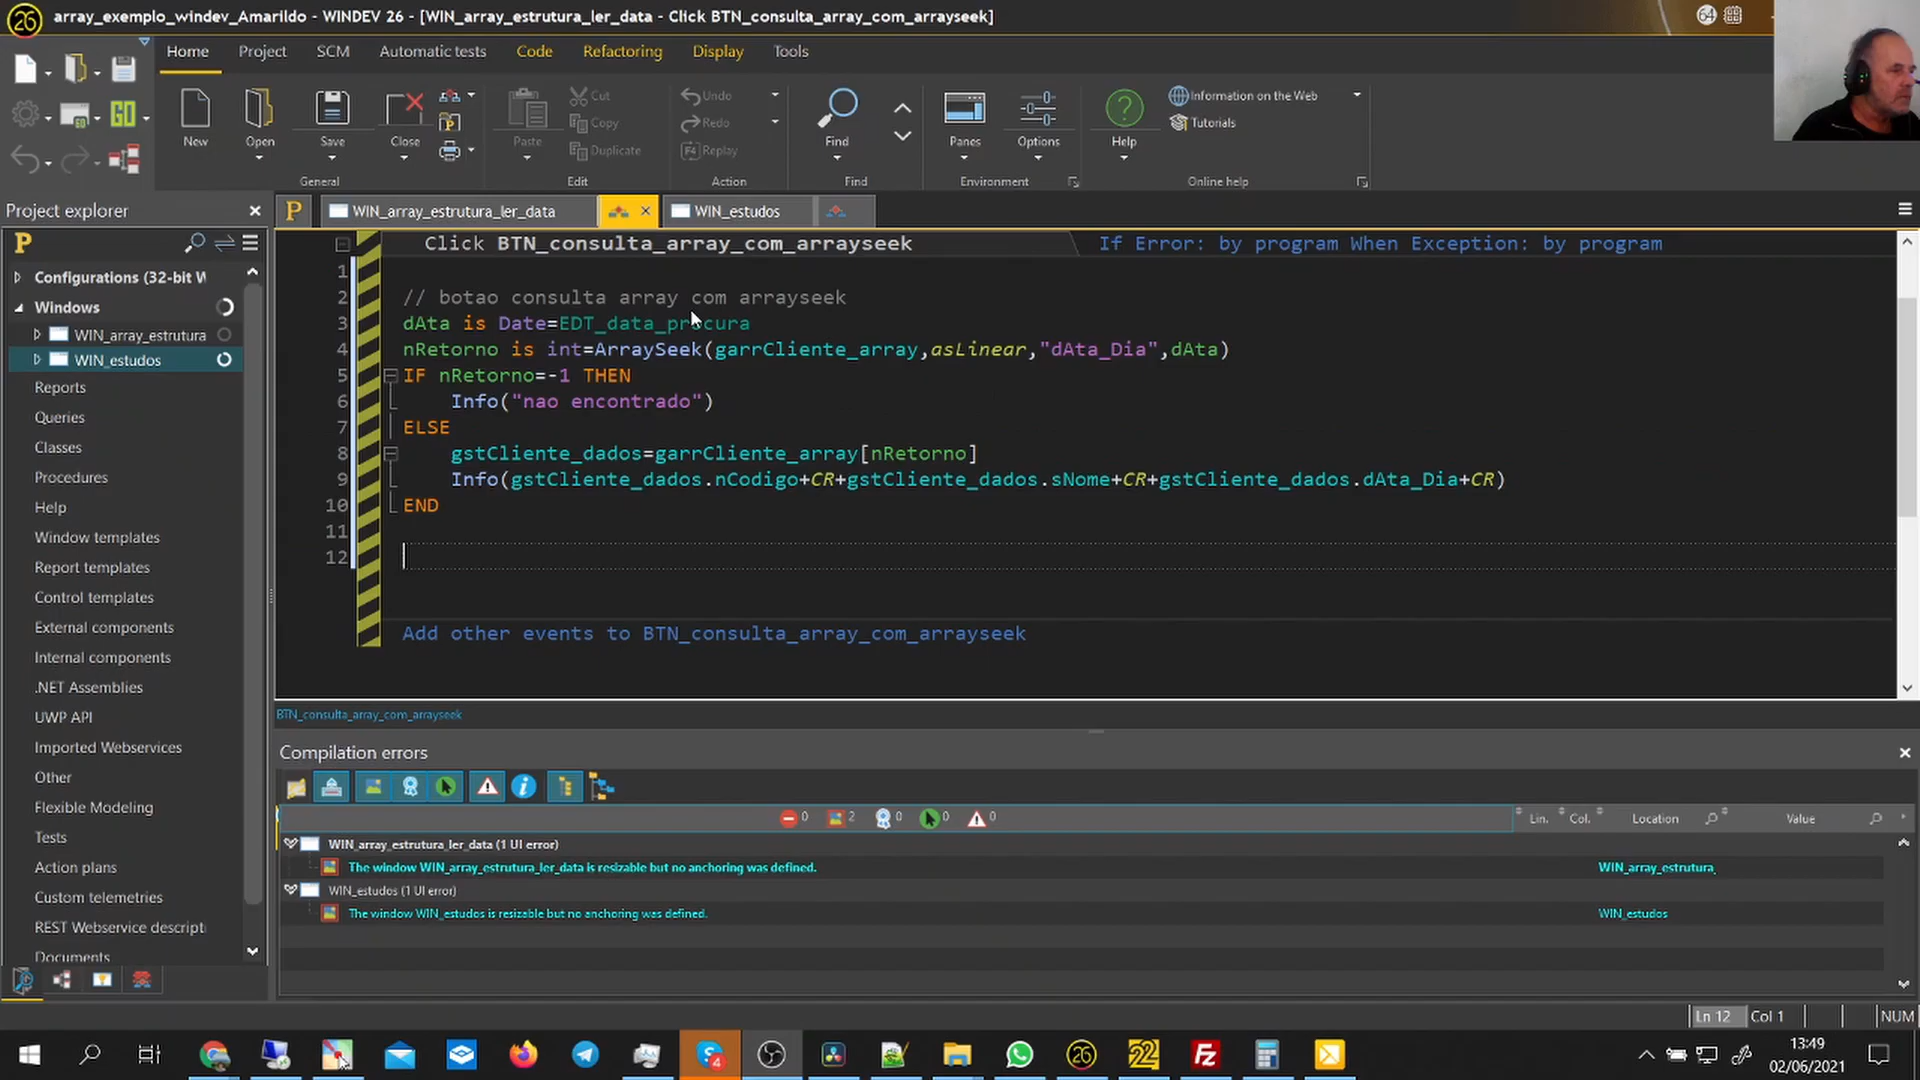 array_exemplo_windev_Amarildo - WINDEV 26 - [WIN_array_estrutura_ler_data - Click BTN_consulta_array_com_arrayseek]
26
64
Home Project SCM Automatic tests Code Refactoring Display Tools
GO
New Open Save Close Paste Cut Copy Duplicate Undo Redo Replay Find Panes Options Help Information on the Web Tutorials
General Edit Action Find Environment Online help
Project explorer
WIN_array_estrutura_ler_data
WIN_estudos
Configurations (32-bit W
Windows
WIN_array_estrutura
WIN_estudos
Reports
Queries
Classes
Procedures
Help
Window templates
Report templates
Control templates
External components
Internal components
.NET Assemblies
UWP API
Imported Webservices
Other
Flexible Modeling
Tests
Action plans
Custom telemetries
REST Webservice descripti
Documents
Click BTN_consulta_array_com_arrayseek If Error: by program When Exception: by program
1
2 // botao consulta array com arrayseek
3 dAta is Date=EDT_data_procura
4 nRetorno is int=ArraySeek(garrCliente_array,asLinear,"dAta_Dia",dAta)
5 IF nRetorno=-1 THEN
6 Info("nao encontrado")
7 ELSE
8 gstCliente_dados=garrCliente_array[nRetorno]
9 Info(gstCliente_dados.nCodigo+CR+gstCliente_dados.sNome+CR+gstCliente_dados.dAta_Dia+CR)
10 END
11
12
Add other events to BTN_consulta_array_com_arrayseek
BTN_consulta_array_com_arrayseek
Compilation errors
0 2 0 0 0 Lin. Col. Location Value
WIN_array_estrutura_ler_data (1 UI error)
The window WIN_array_estrutura_ler_data is resizable but no anchoring was defined. WIN_array_estrutura_
WIN_estudos (1 UI error)
The window WIN_estudos is resizable but no anchoring was defined. WIN_estudos
Ln 12 Col 1 NUM
13:49
02/06/2021